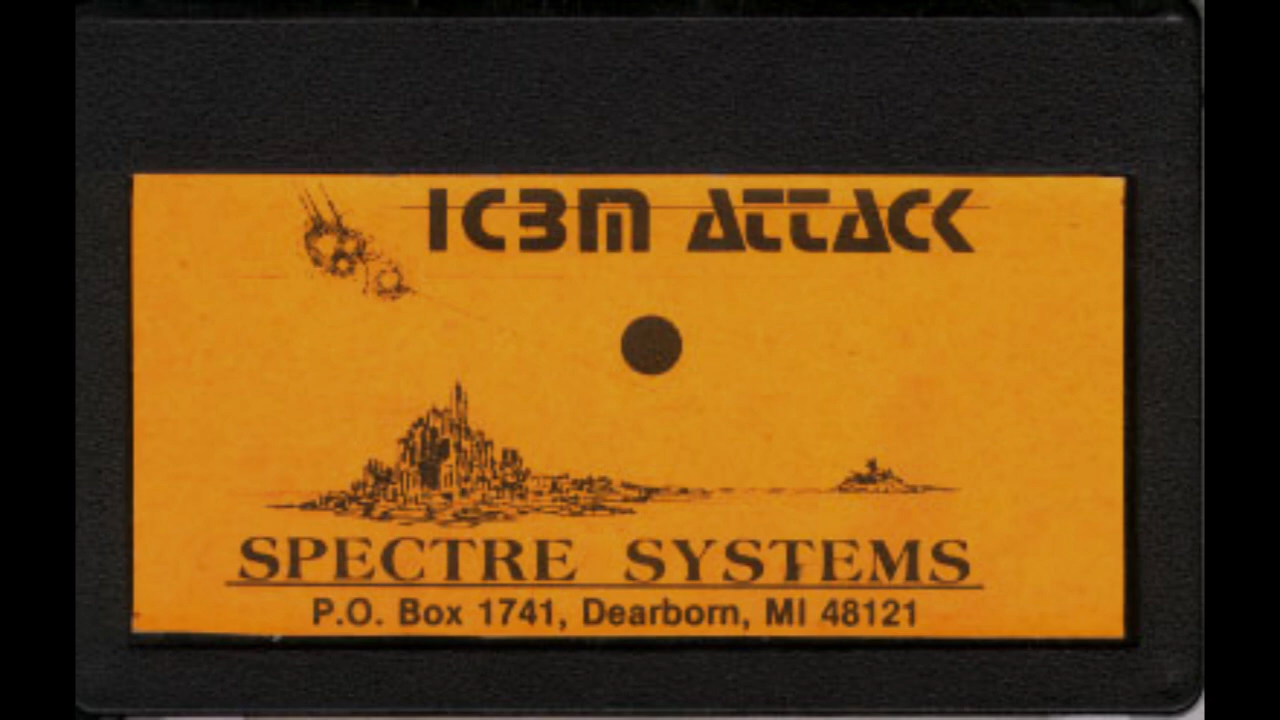 ICBM ATTACK
SPECTRE SYSTEMS
P.O. Box 1741, Dearborn, MI 48121